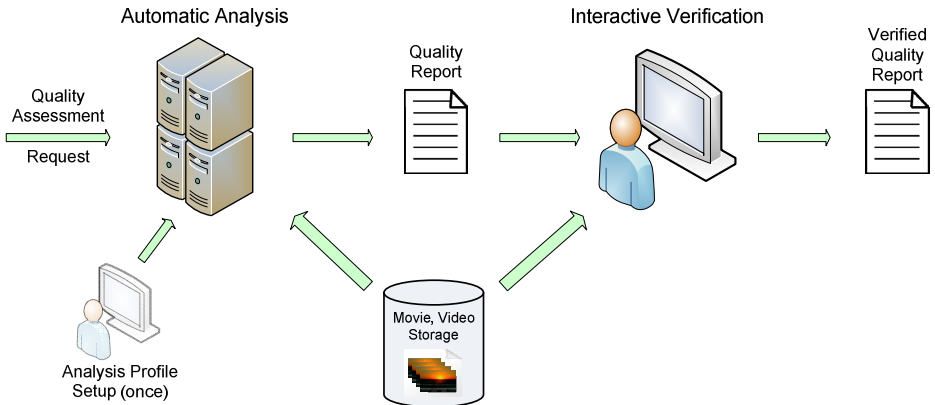 Automatic Analysis
Interactive Verification
Quality
Assessment
Request
Quality
Report
Verified
Quality
Report
Movie, Video
Storage
Analysis Profile
Setup (once)